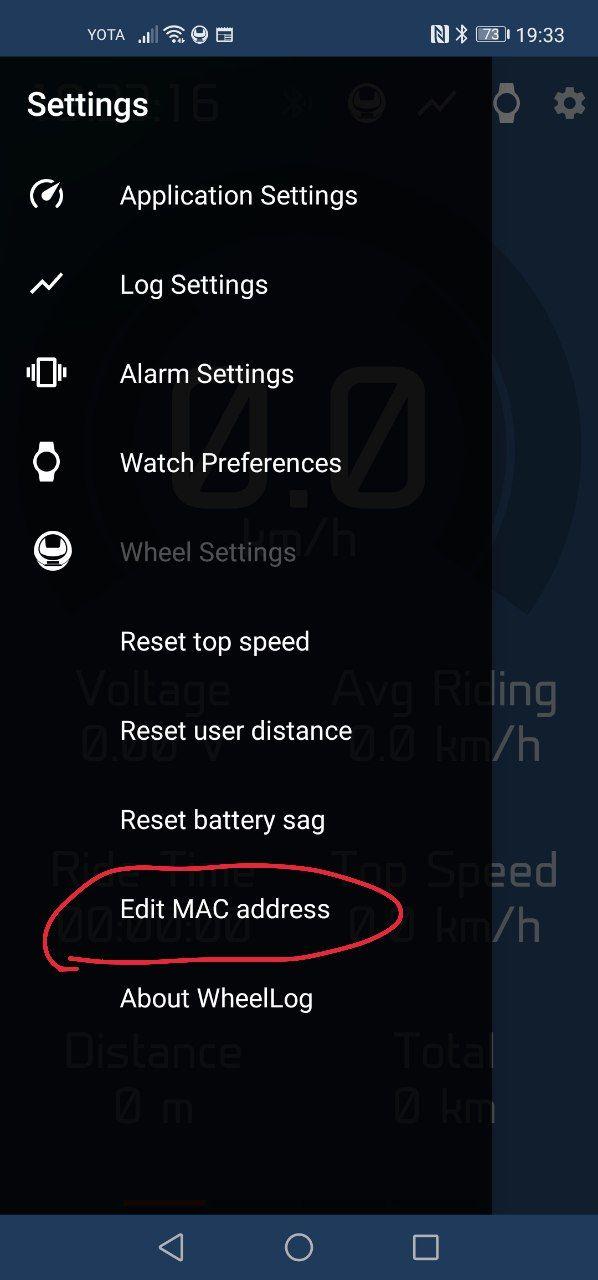 YOTA 73 19:33
Settings
Application Settings
Log Settings
Alarm Settings
0.0
Watch Preferences
km/h
Wheel Settings
Reset top speed
Voltage Avg Riding
Reset user distance
0.00 V 0.0 km/h
Reset battery sag
Ride Time Top Speed
Edit MAC address
00:00:00 0.0 km/h
About WheelLog
Distance Total
0 m 0 km